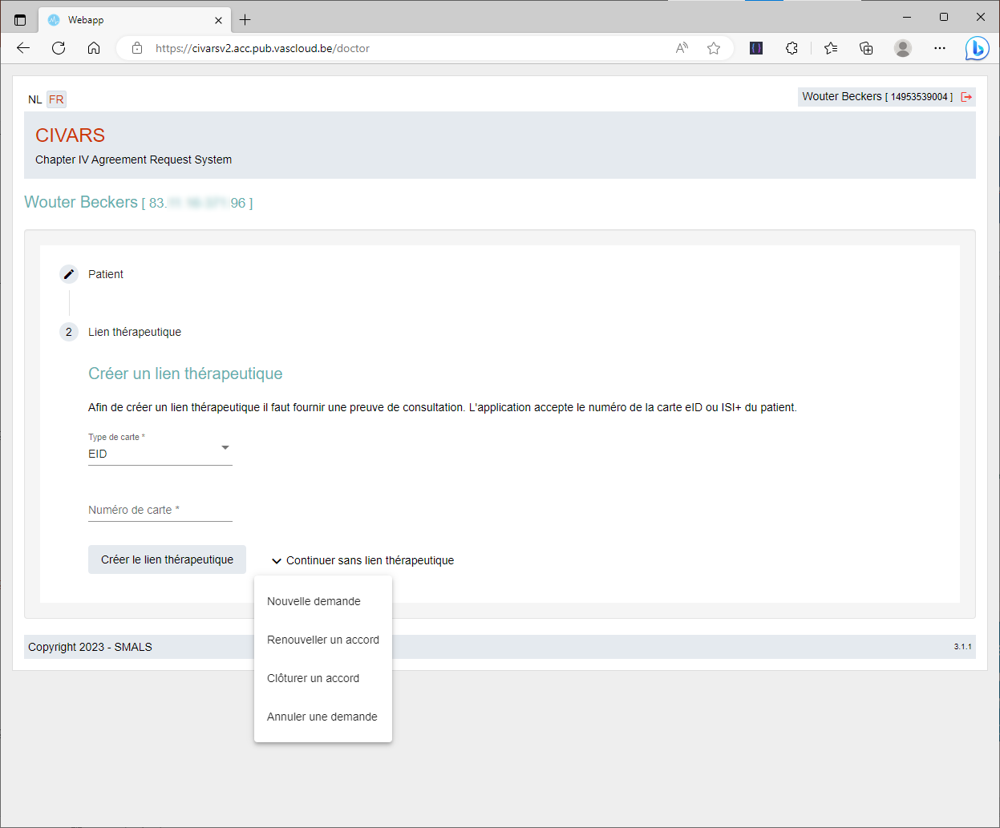 Webapp
https://civarsv2.acc.pub.vascloud.be/doctor
NL FR
Wouter Beckers [ 14953539004 ]
CIVARS
Chapter IV Agreement Request System
Wouter Beckers [ 83. 96 ]
Patient
2 Lien thérapeutique
Créer un lien thérapeutique
Afin de créer un lien thérapeutique il faut fournir une preuve de consultation. L'application accepte le numéro de la carte eID ou ISI+ du patient.
Type de carte *
EID
Numéro de carte *
Créer le lien thérapeutique
Continuer sans lien thérapeutique
Nouvelle demande
Renouveller un accord
Clôturer un accord
Annuler une demande
Copyright 2023 - SMALS
3.1.1